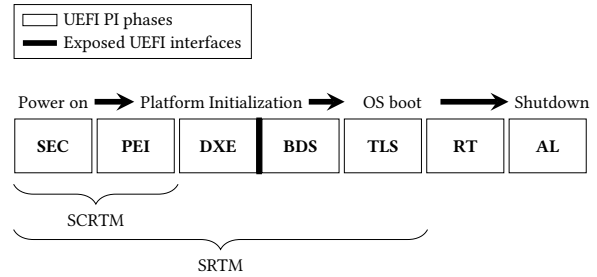 UEFI PI phases
Exposed UEFI interfaces
Power on Platform Initialization OS boot Shutdown
SEC PEI DXE BDS TLS RT AL
SCRTM
SRTM